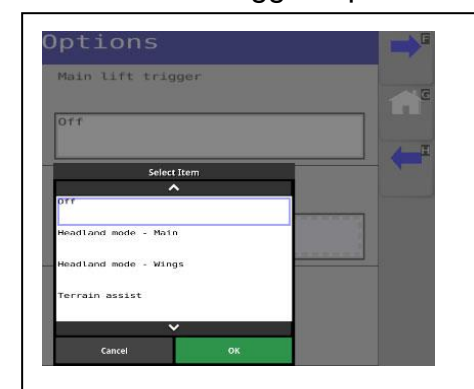 Options
F
Main lift trigger
G
Off
H
Select Item
Off
Headland mode - Main
Headland mode - Wings
Terrain assist
Cancel
OK